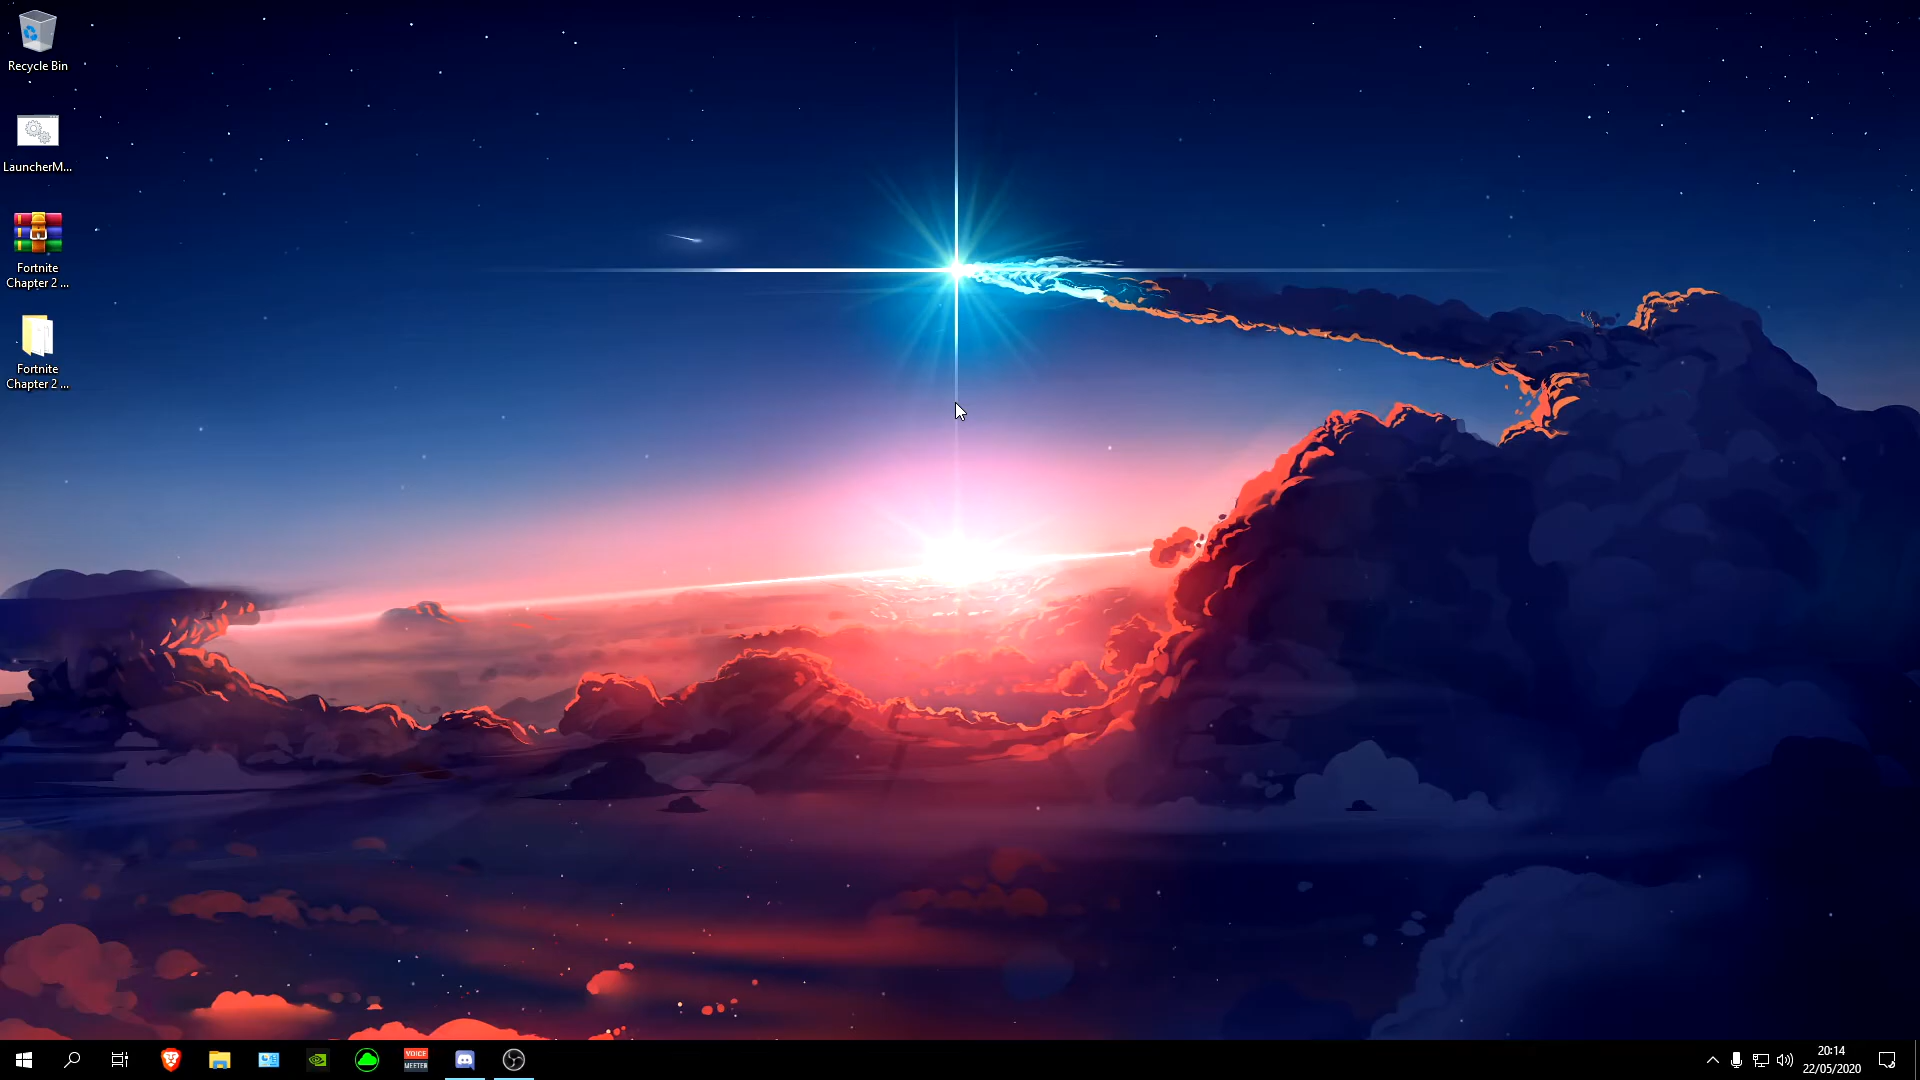 Recycle Bin
LauncherM...
Fortnite
Chapter 2 ...
Fortnite
Chapter 2 ...
VOICE
MEETER
20:14
22/05/2020